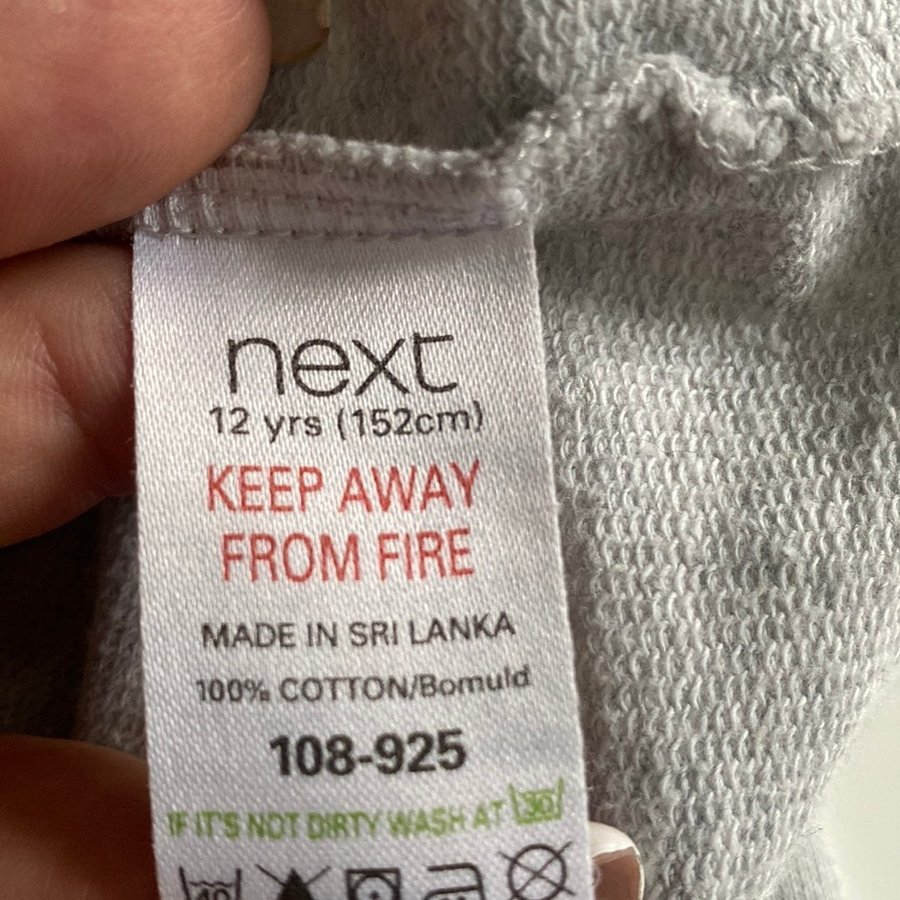 next
12 yrs (152cm)
KEEP AWAY
FROM FIRE
MADE IN SRI LANKA
100% COTTON/Bomuld
108-925
IF IT'S NOT DIRTY WASH AT 30
40